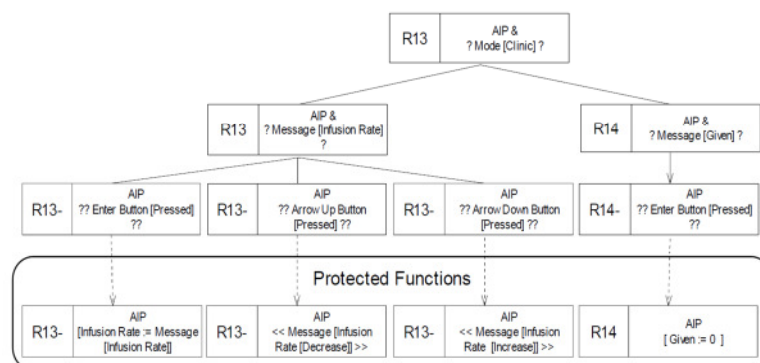 R13
AIP &
? Mode [Clinic] ?
R13
AIP &
? Message [Infusion Rate]
?
R14
AIP &
? Message [Given] ?
R13-
AIP
?? Enter Button [Pressed]
??
R13-
AIP
?? Arrow Up Button
[Pressed] ??
R13-
AIP
?? Arrow Down Button
[Pressed] ??
R14-
AIP
?? Enter Button [Pressed]
??
Protected Functions
R13-
AIP
[Infusion Rate := Message
[Infusion Rate]]
R13-
AIP
<< Message [Infusion
Rate [Decrease]] >>
R13-
AIP
<< Message [Infusion
Rate [Increase]] >>
R14
AIP
[ Given := 0 ]